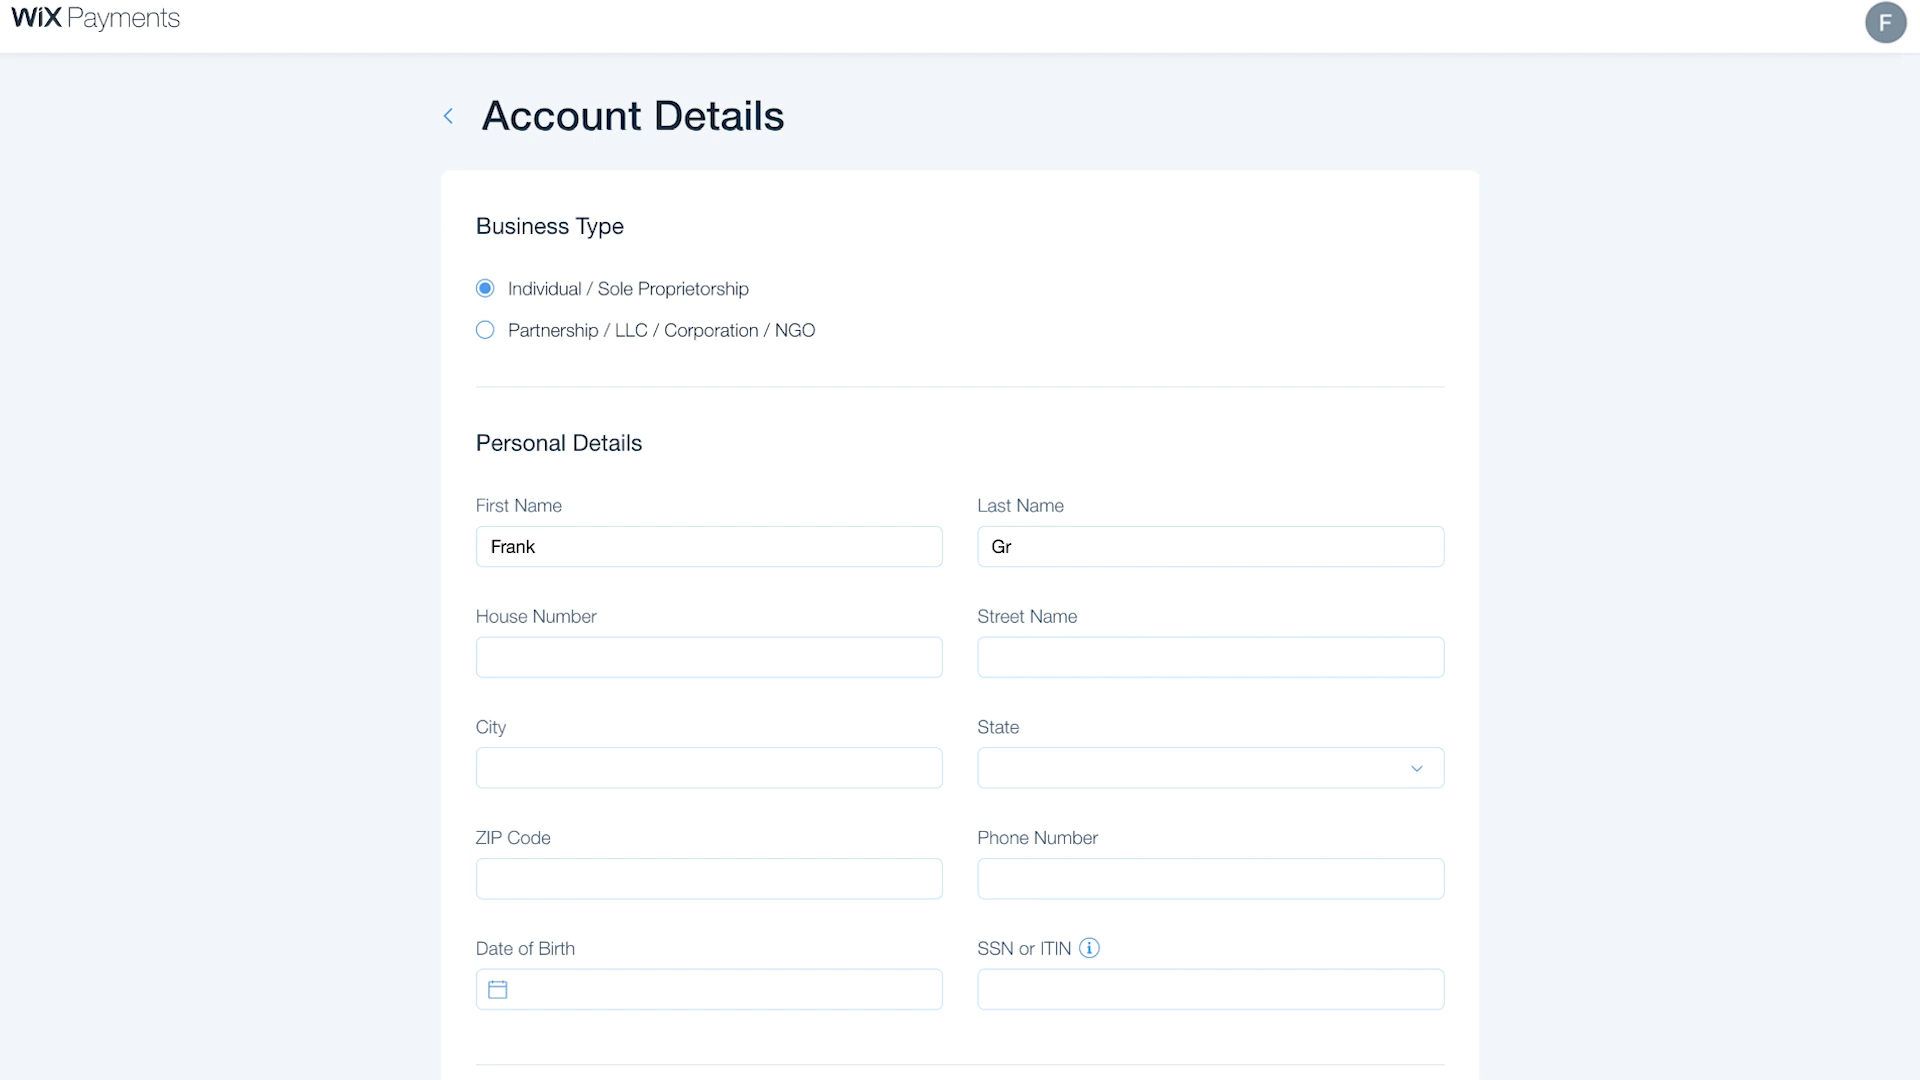 WiX Payments
F
Account Details
Business Type
Individual / Sole Proprietorship
Partnership / LLC / Corporation / NGO
Personal Details
First Name Last Name
Frank Gr
House Number Street Name
City State
ZIP Code Phone Number
Date of Birth SSN or ITIN i